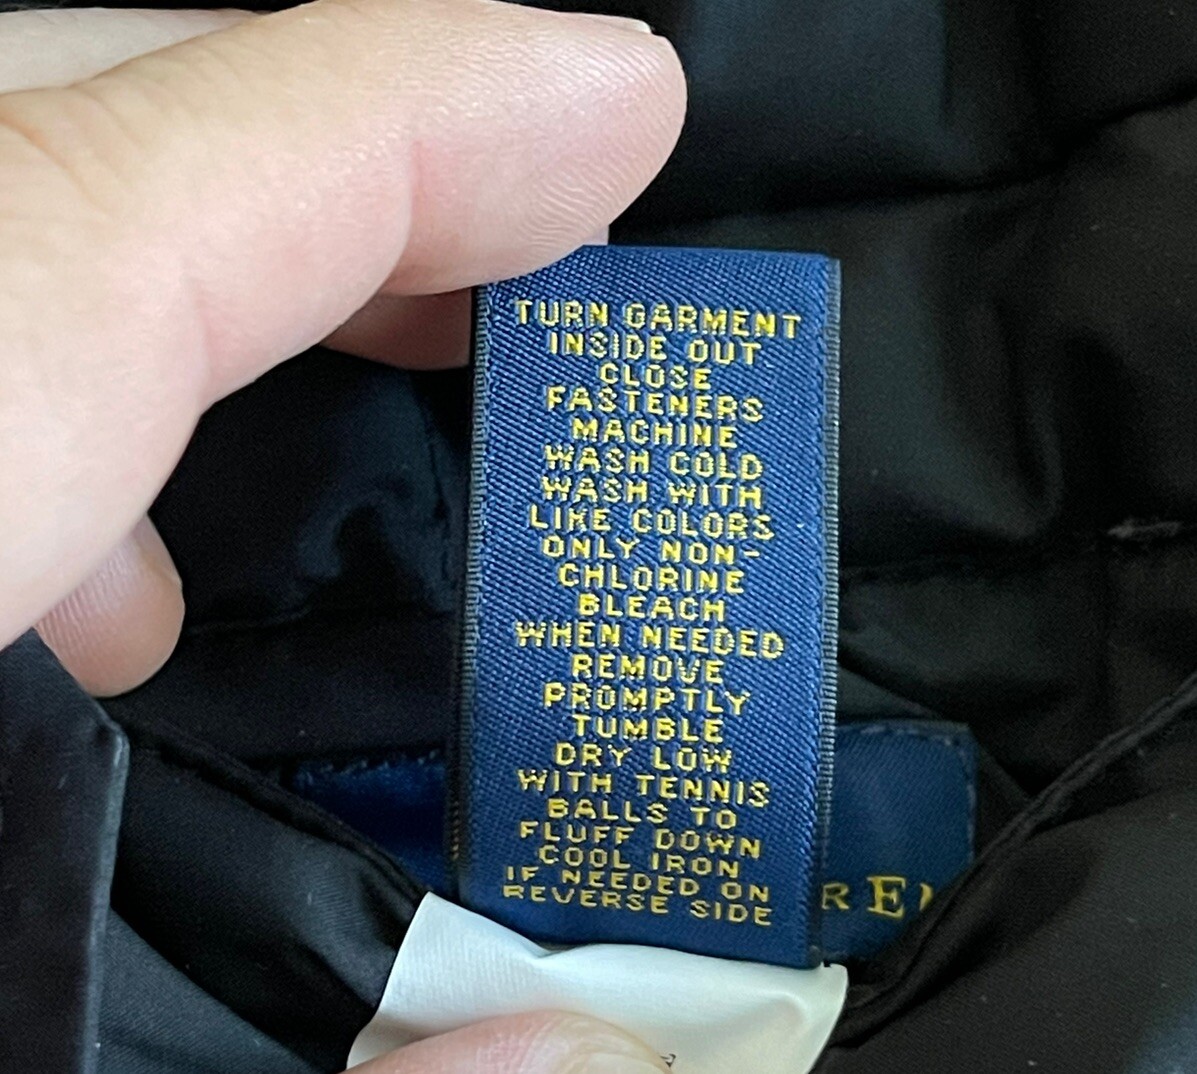 TURN GARMENT
INSIDE OUT
CLOSE
FASTENERS
MACHINE
WASH COLD
WASH WITH
LIKE COLORS
ONLY NON-
CHLORINE
BLEACH
WHEN NEEDED
REMOVE
PROMPTLY
TUMBLE
DRY LOW
WITH TENNIS
BALLS TO
FLUFF DOWN
COOL IRON
IF NEEDED ON
REVERSE SIDE